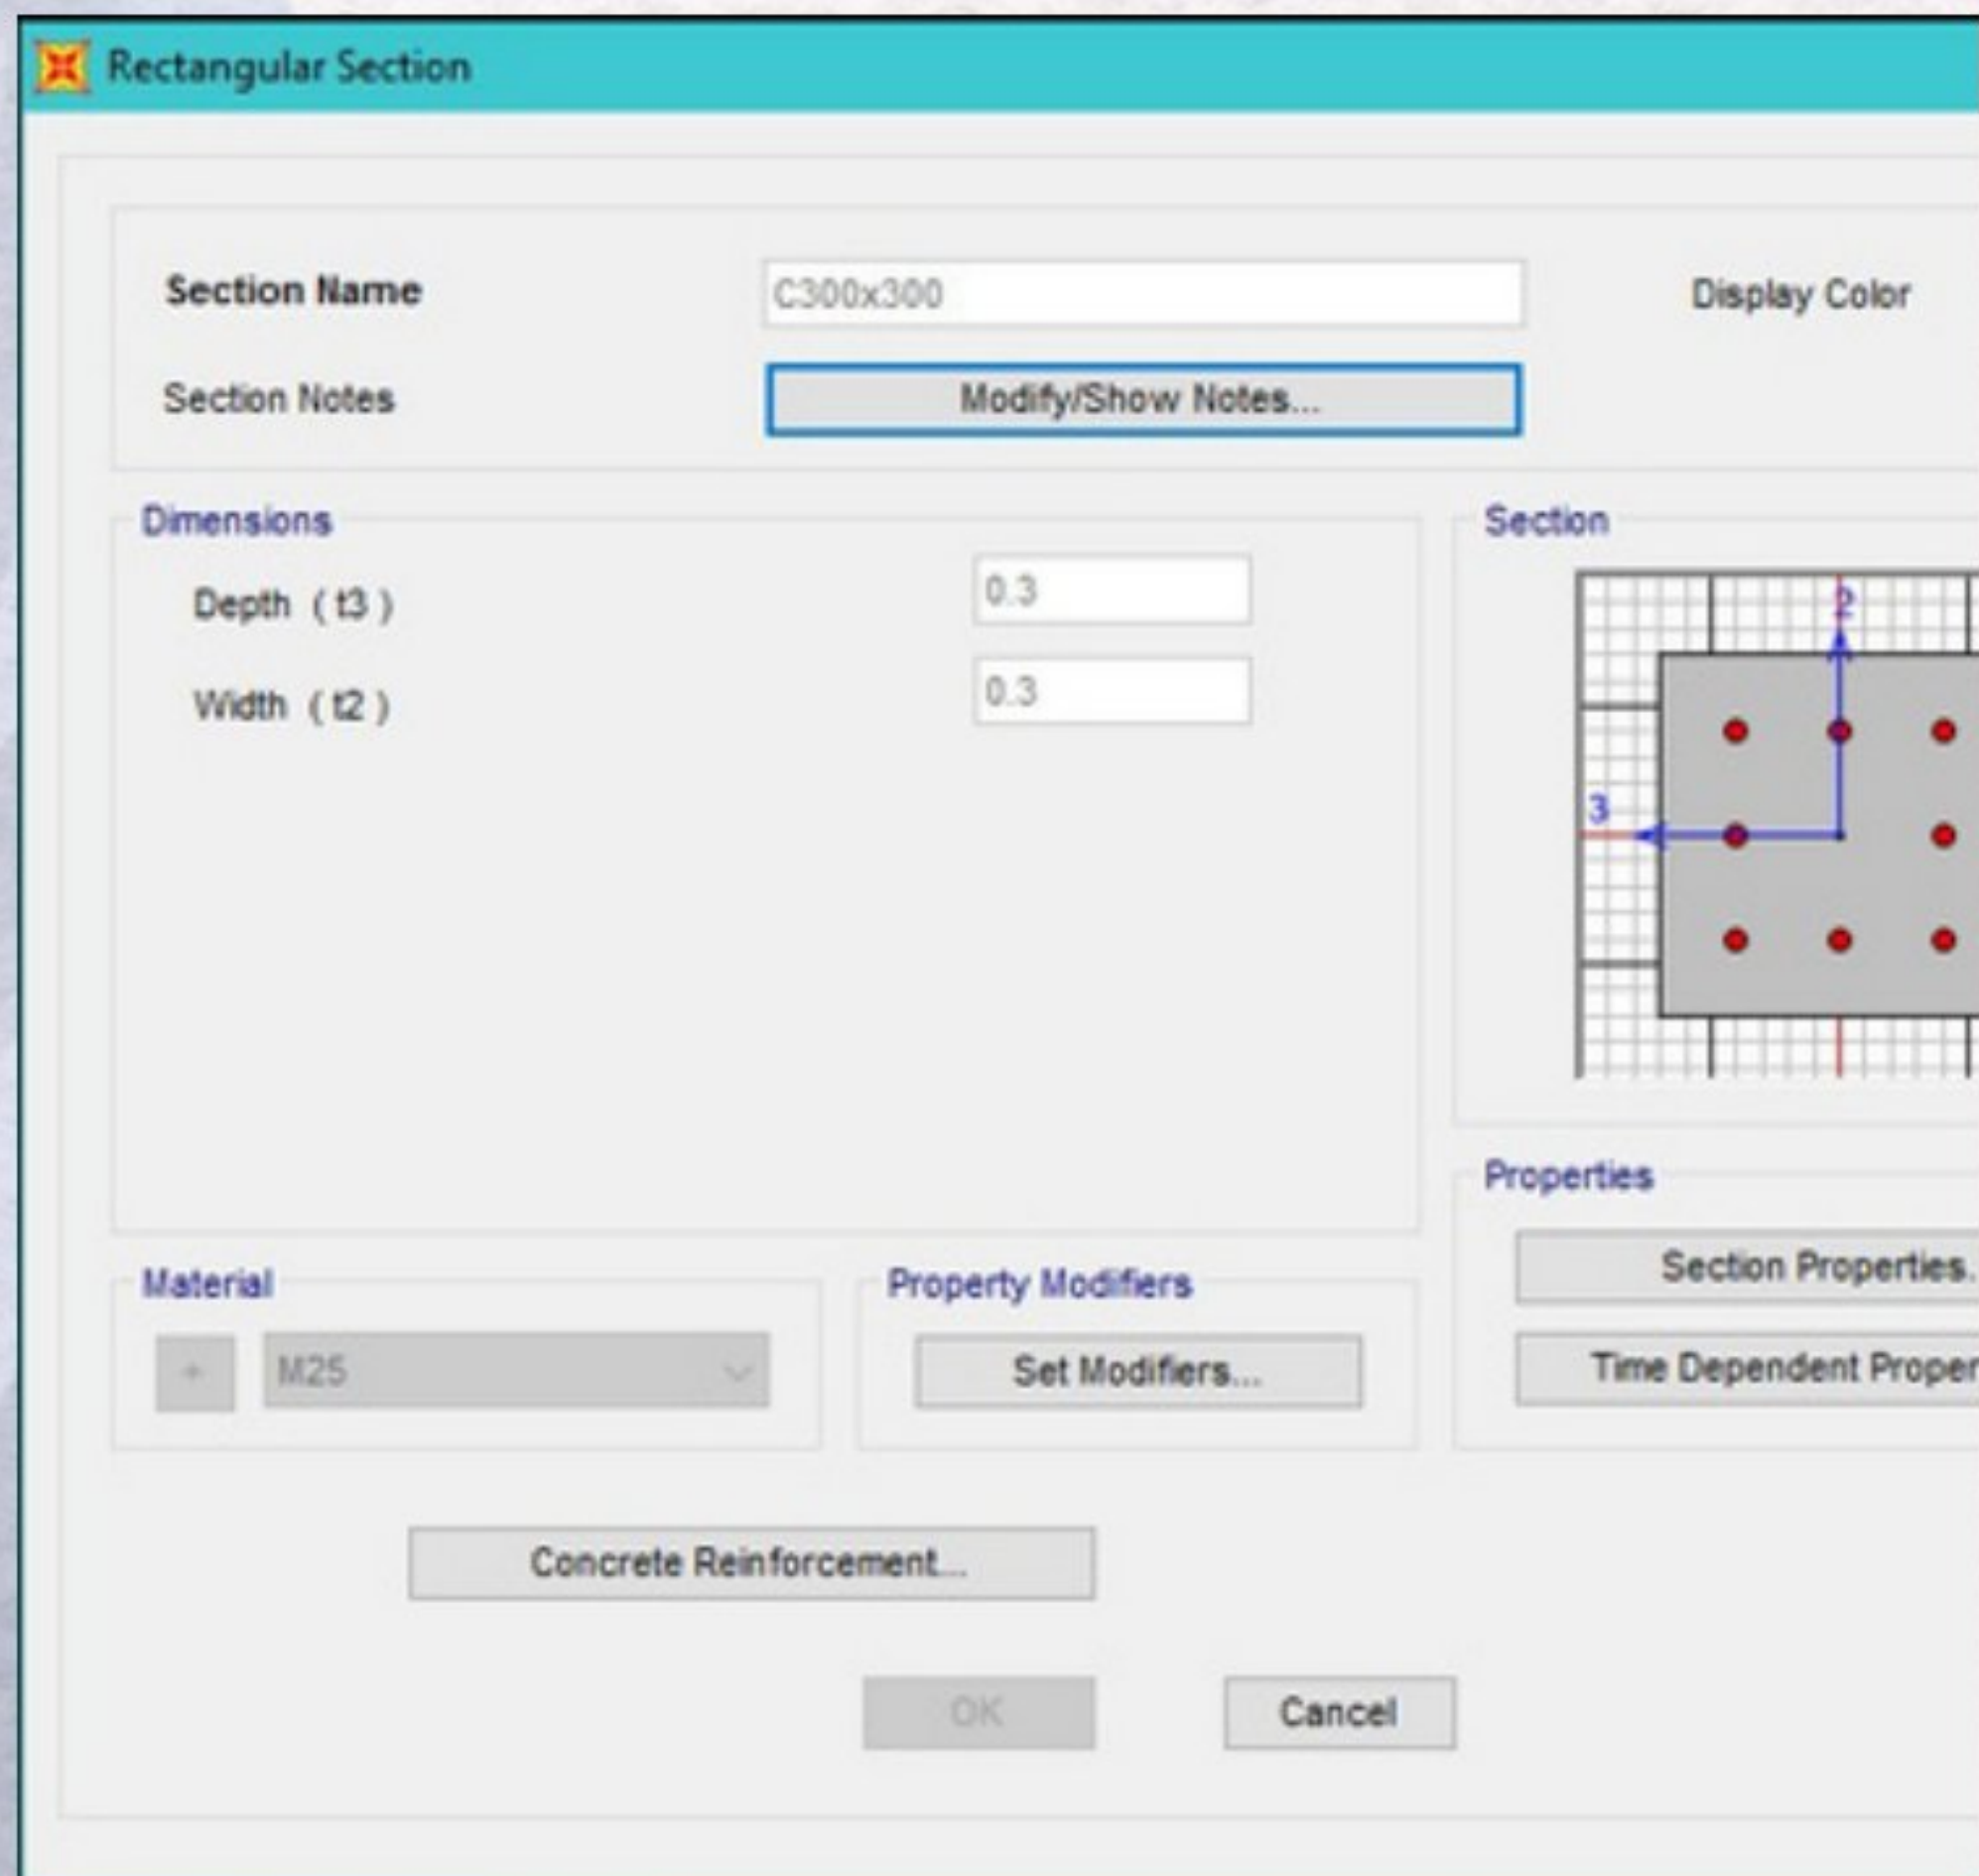 Rectangular Section
Section Name C300x300 Display Color
Section Notes Modify/Show Notes...
Dimensions
Depth ( t3 ) 0.3
Width ( t2 ) 0.3
Section
2
3
Properties
Section Properties.
Time Dependent Proper
Material
+ M25
Property Modifiers
Set Modifiers...
Concrete Reinforcement...
OK Cancel